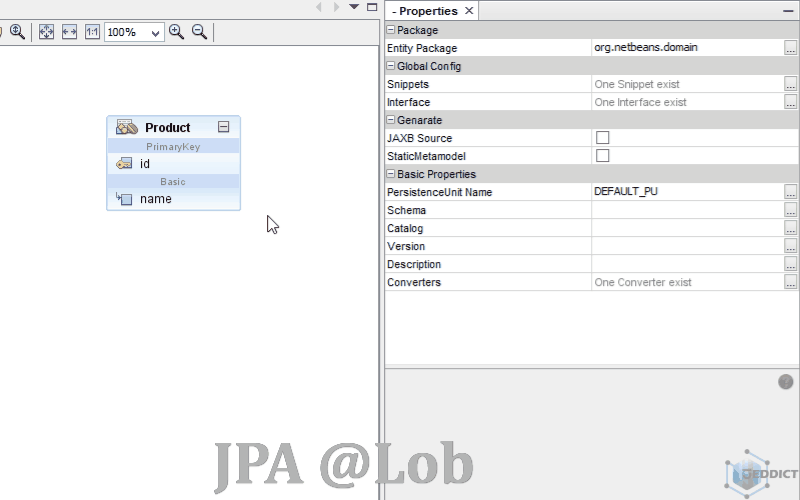 - Properties
100%
1:1
Product
PrimaryKey
id
Basic
name
Package
Entity Package org.netbeans.domain ...
Global Config
Snippets One Snippet exist ...
Interface One Interface exist ...
Genarate
JAXB Source
StaticMetamodel
Basic Properties
PersistenceUnit Name DEFAULT_PU ...
Schema ...
Catalog ...
Version ...
Description ...
Converters One Converter exist ...
?
JPA @Lob
JEDDICT